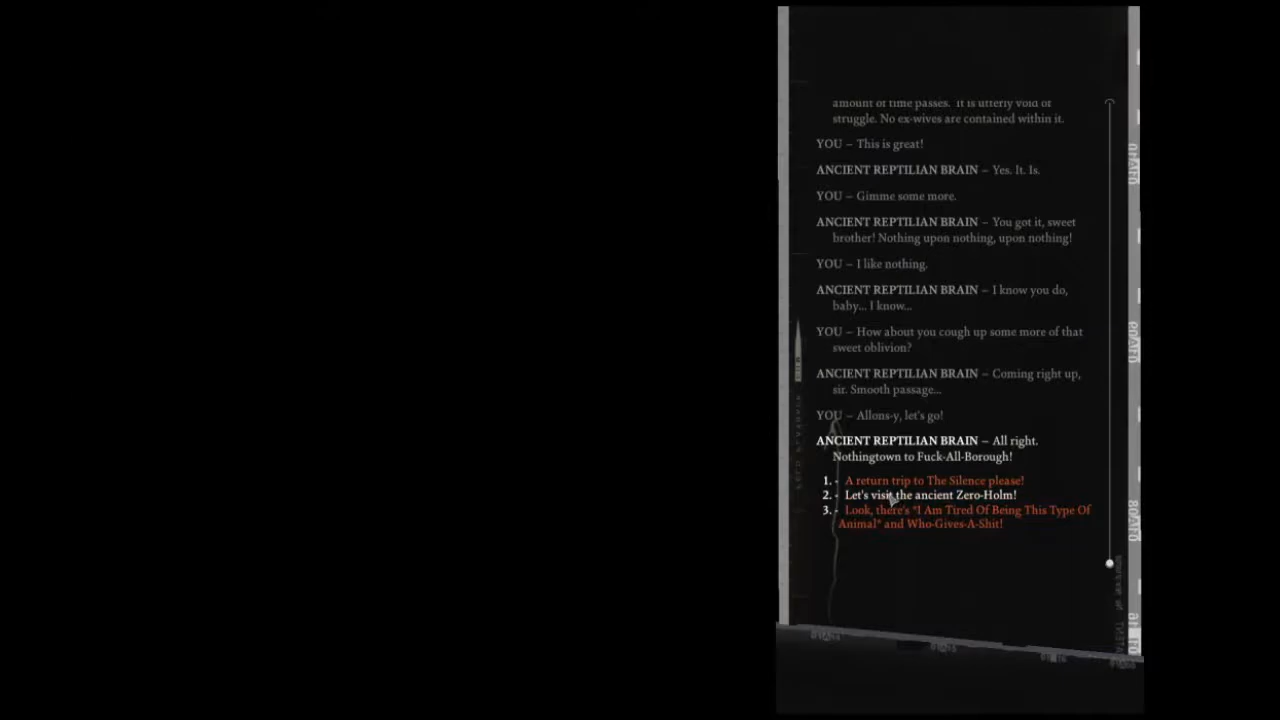 amount of time passes. It is utterly void of
struggle. No ex-wives are contained within it.
YOU – This is great!
ANCIENT REPTILIAN BRAIN – Yes. It. Is.
YOU – Gimme some more.
ANCIENT REPTILIAN BRAIN – You got it, sweet
brother! Nothing upon nothing, upon nothing!
YOU – I like nothing.
ANCIENT REPTILIAN BRAIN – I know you do,
baby... I know...
YOU – How about you cough up some more of that
sweet oblivion?
ANCIENT REPTILIAN BRAIN – Coming right up,
sir. Smooth passage...
YOU – Allons-y, let's go!
ANCIENT REPTILIAN BRAIN – All right.
Nothingtown to Fuck-All-Borough!
1. - A return trip to The Silence please!
2. - Let's visit the ancient Zero-Holm!
3. - Look, there's *I Am Tired Of Being This Type Of
Animal* and Who-Gives-A-Shit!